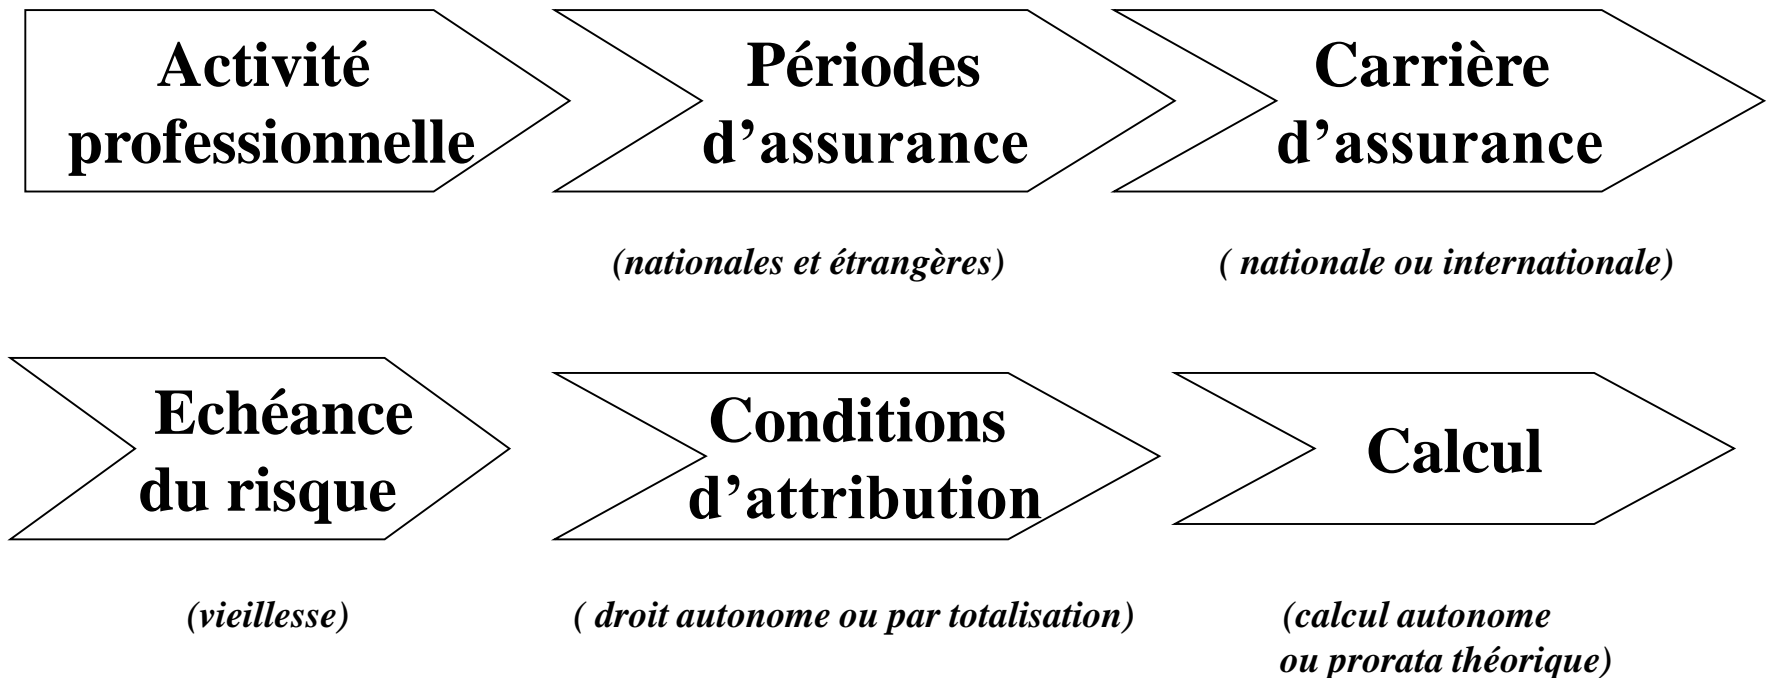 Activité
professionnelle
Périodes
d’assurance
Carrière
d’assurance
(nationales et étrangères)
( nationale ou internationale)
Echéance
du risque
Conditions
d’attribution
Calcul
(vieillesse)
( droit autonome ou par totalisation)
(calcul autonome
ou prorata théorique)